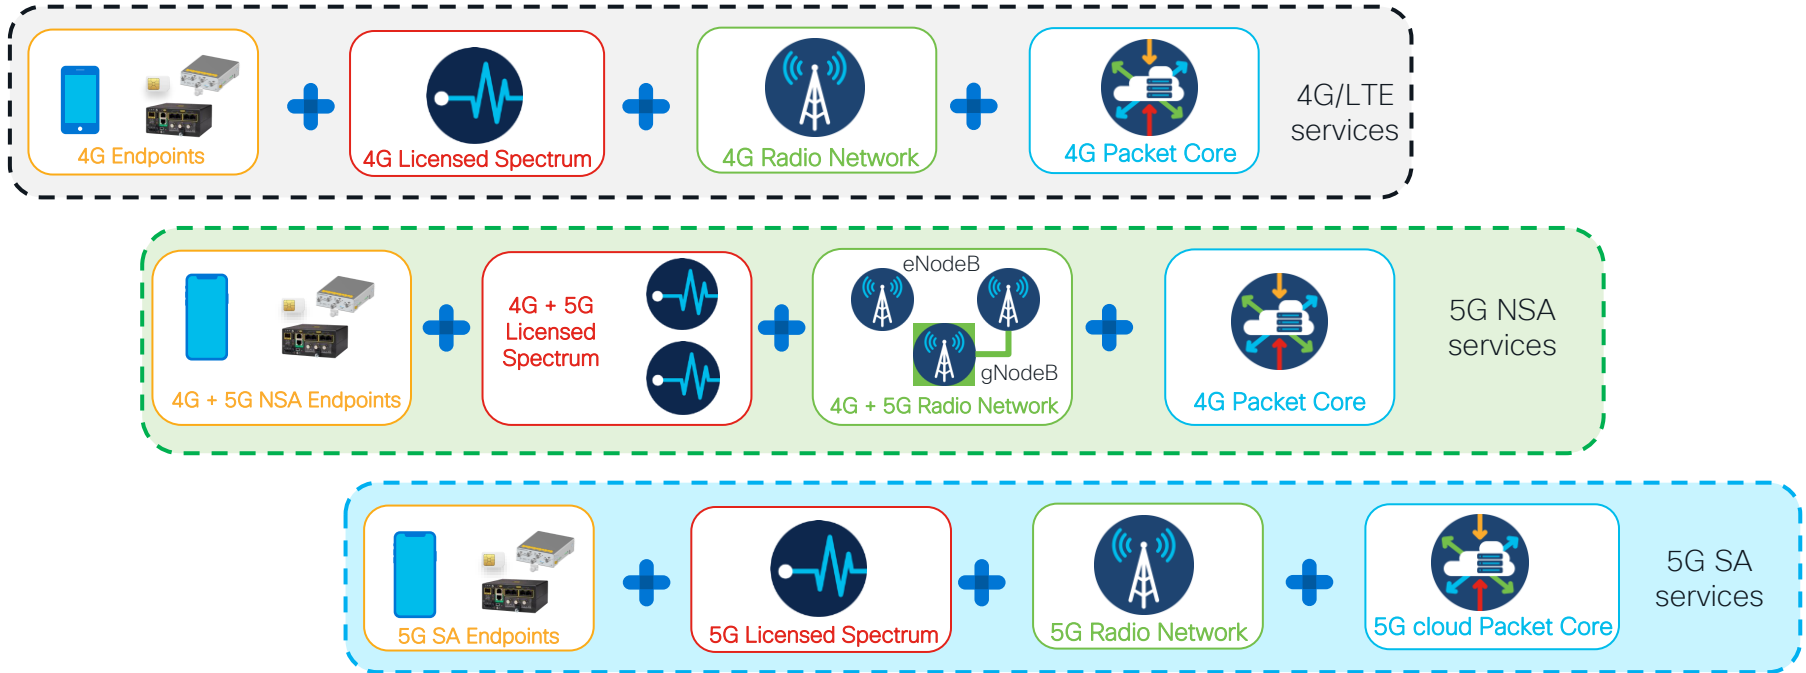 4G Endpoints
4G Licensed Spectrum
4G Radio Network
4G Packet Core
4G/LTE
services
4G + 5G NSA Endpoints
4G + 5G
Licensed
Spectrum
eNodeB
gNodeB
4G + 5G Radio Network
4G Packet Core
5G NSA
services
5G SA Endpoints
5G Licensed Spectrum
5G Radio Network
5G cloud Packet Core
5G SA
services